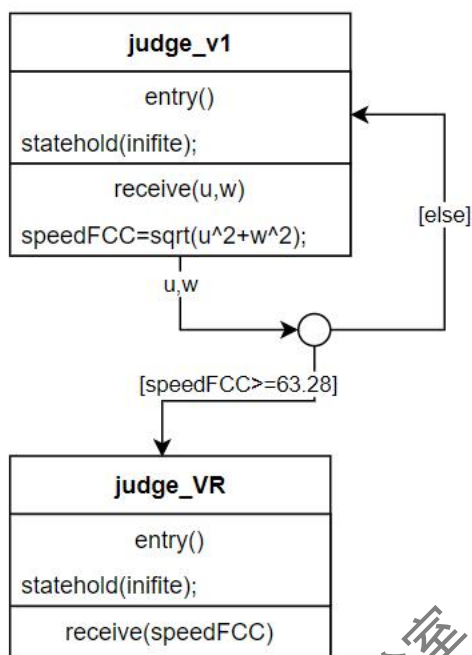 judge_v1
entry()
statehold(inifite);
receive(u,w)
speedFCC=sqrt(u^2+w^2);
[else]
u,w
[speedFCC>=63.28]
judge_VR
entry()
statehold(inifite);
receive(speedFCC)